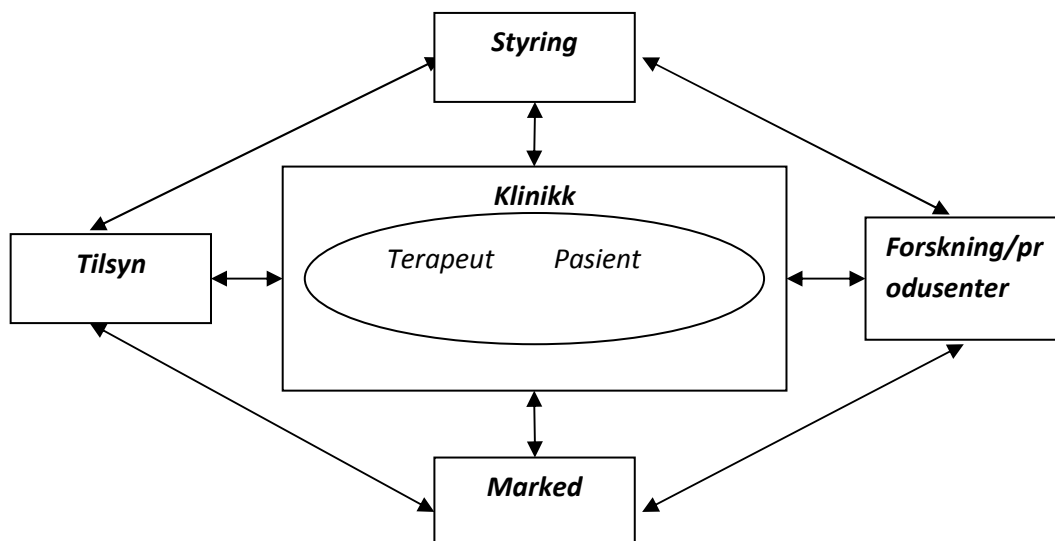 Styring
Klinikk
Terapeut Pasient
Tilsyn
Forskning/pr
odusenter
Marked